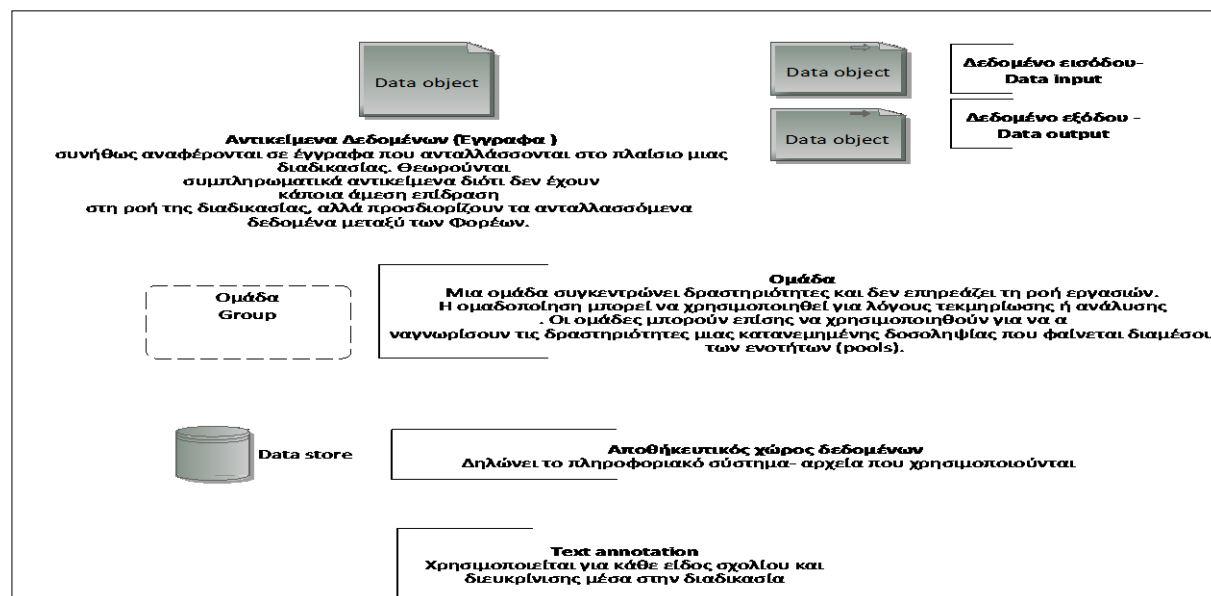 Data object
Αντικείμενα Δεδομένων (Έγγραφα )
συνήθως αναφέρονται σε έγγραφα που ανταλλάσσονται στο πλαίσιο μιας
διαδικασίας. Θεωρούνται
συμπληρωματικά αντικείμενα διότι δεν έχουν
κάποια άμεση επίδραση
στη ροή της διαδικασίας, αλλά προσδιορίζουν τα ανταλλασσόμενα
δεδομένα μεταξύ των Φορέων.
Data object
Δεδομένο εισόδου-
Data input
Data object
Δεδομένο εξόδου -
Data output
Ομάδα
Group
Ομάδα
Μια ομάδα συγκεντρώνει δραστηριότητες και δεν επηρεάζει τη ροή εργασιών.
Η ομαδοποίηση μπορεί να χρησιμοποιηθεί για λόγους τεκμηρίωσης ή ανάλυσης
. Οι ομάδες μπορούν επίσης να χρησιμοποιηθούν για να α
ναγνωρίσουν τις δραστηριότητες μιας κατανεμημένης δοσοληψίας που φαίνεται διαμέσου
των ενοτήτων (pools).
Data store
Αποθήκευτικός χώρος δεδομένων
Δηλώνει το πληροφοριακό σύστημα- αρχεία που χρησιμοποιούνται
Text annotation
Χρησιμοποιείται για κάθε είδος σχολίου και
διευκρίνισης μέσα στην διαδικασία